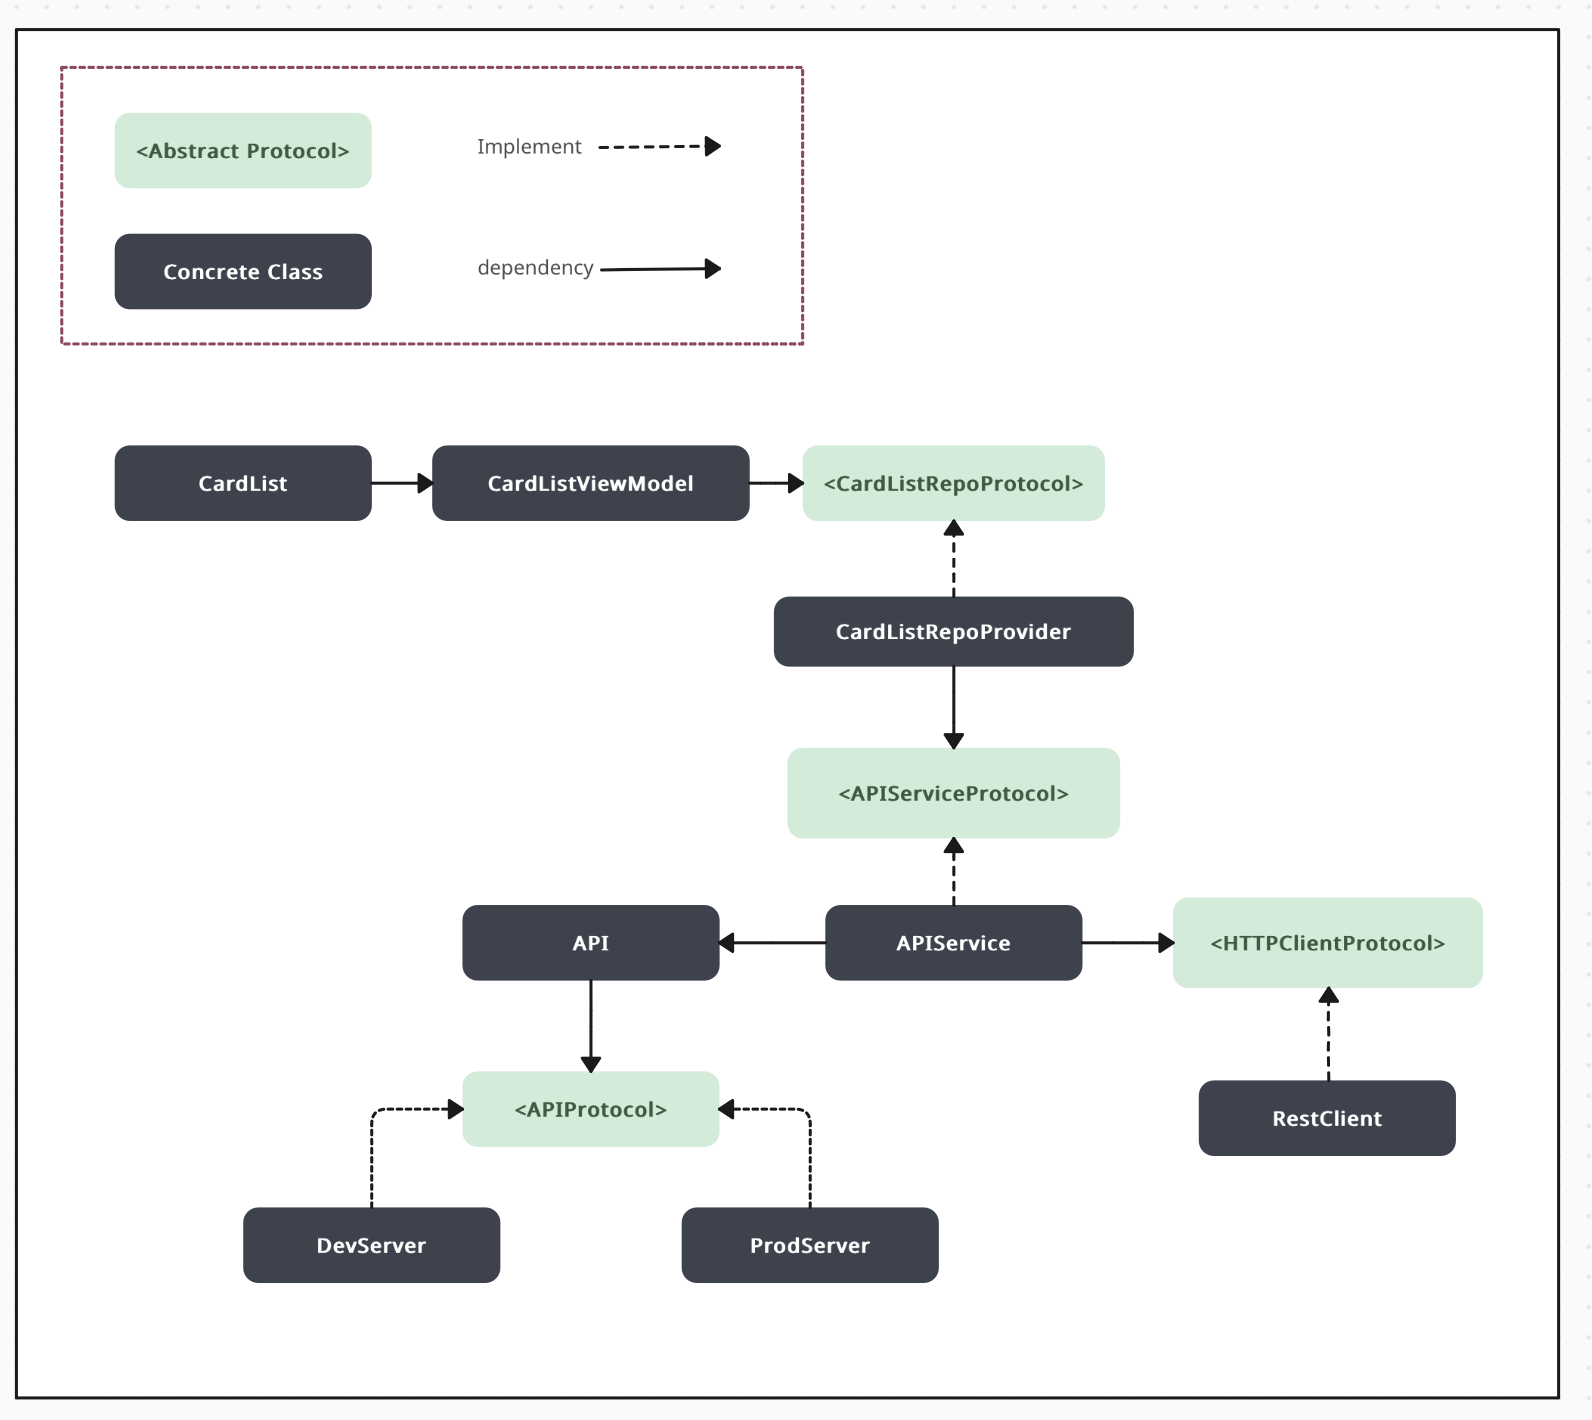 <Abstract Protocol>
Implement
Concrete Class
dependency
CardList
CardListViewModel
<CardListRepoProtocol>
CardListRepoProvider
<APIServiceProtocol>
API
APIService
<HTTPClientProtocol>
<APIProtocol>
RestClient
DevServer
ProdServer